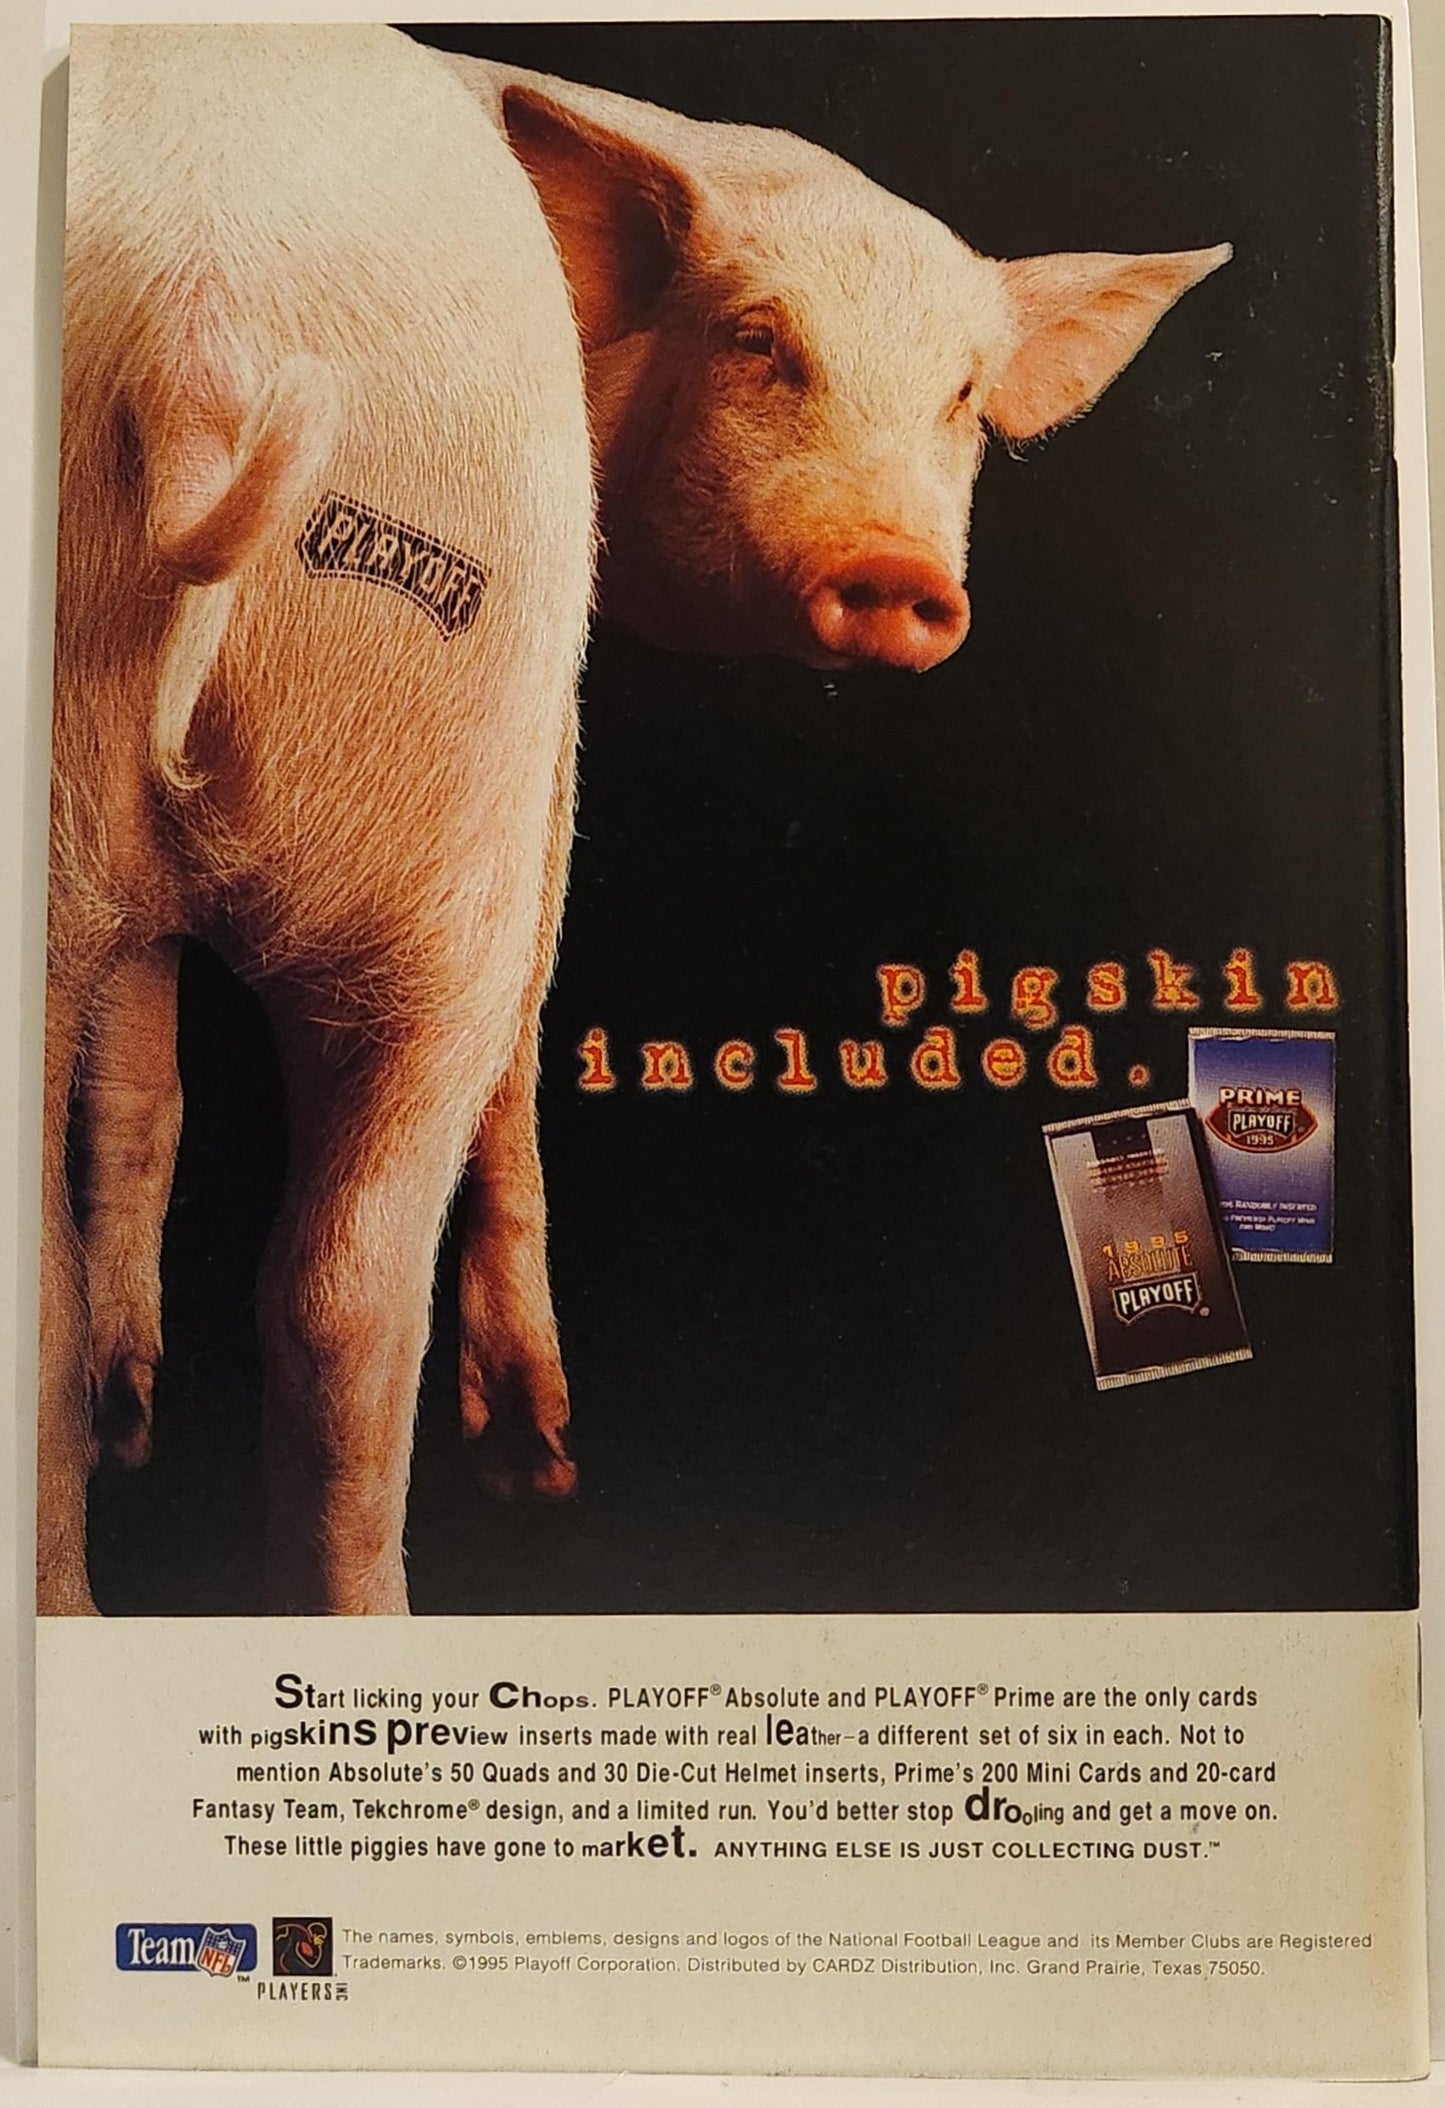 PLAYOFF
pigskin
included.
PRIME
PLAYOFF
1995
RANDOMLY INSERTED
AND MORE!
1995
ABSOLUTE
PLAYOFF®
Start licking your Chops. PLAYOFF® Absolute and PLAYOFF® Prime are the only cards
with pigskins preview inserts made with real leather–a different set of six in each. Not to
mention Absolute's 50 Quads and 30 Die-Cut Helmet inserts, Prime's 200 Mini Cards and 20-card
Fantasy Team, Tekchrome® design, and a limited run. You'd better stop drooling and get a move on.
These little piggies have gone to market. ANYTHING ELSE IS JUST COLLECTING DUST.™
Team NFL™
PLAYERS INC
The names, symbols, emblems, designs and logos of the National Football League and its Member Clubs are Registered
Trademarks. ©1995 Playoff Corporation. Distributed by CARDZ Distribution, Inc. Grand Prairie, Texas 75050.